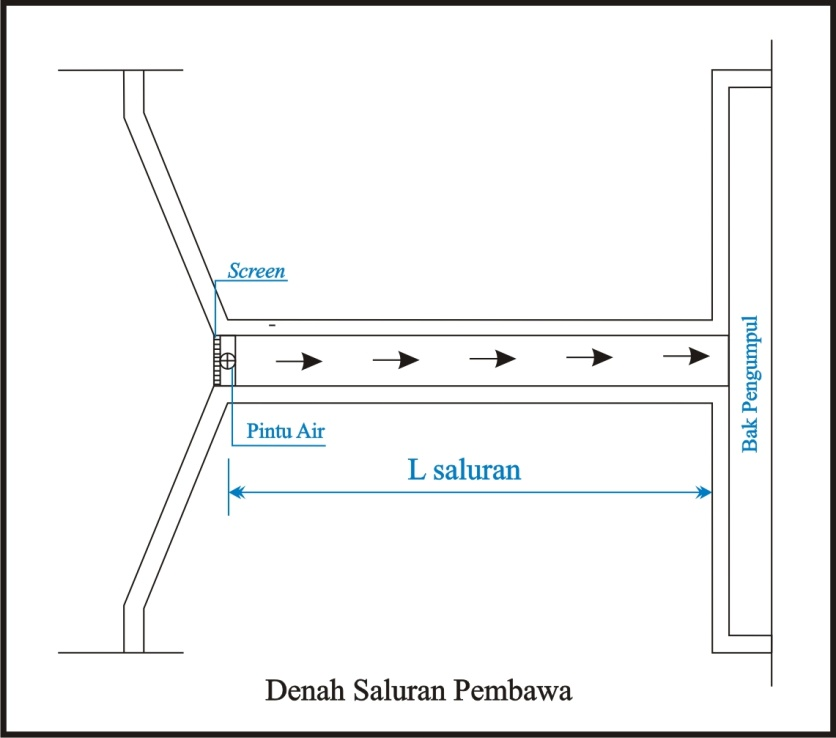 Screen
Pintu Air
L saluran
Bak Pengumpul
Denah Saluran Pembawa